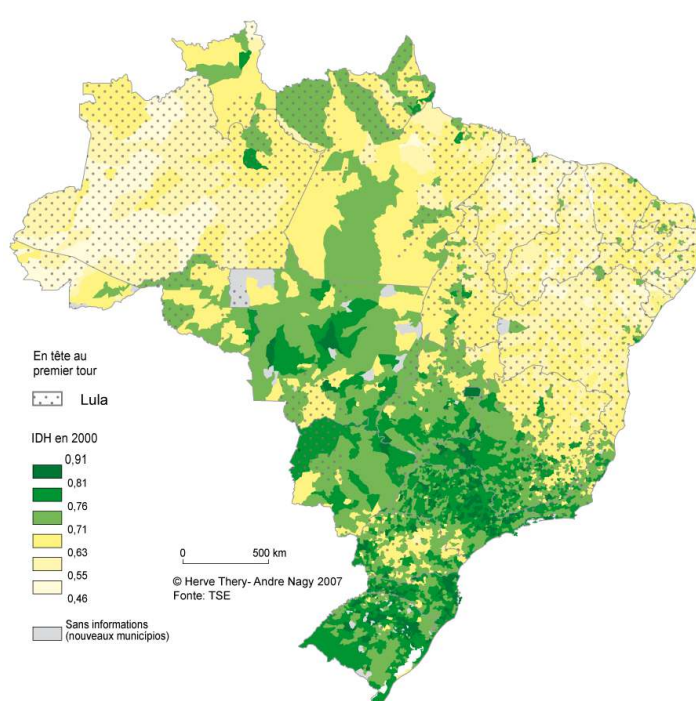 En tête au
premier tour
Lula
IDH en 2000
0,91
0,81
0,76
0,71
0,63
0,55
0,46
Sans informations
(nouveaux municípios)
0 500 km
© Herve Thery- Andre Nagy 2007
Fonte: TSE